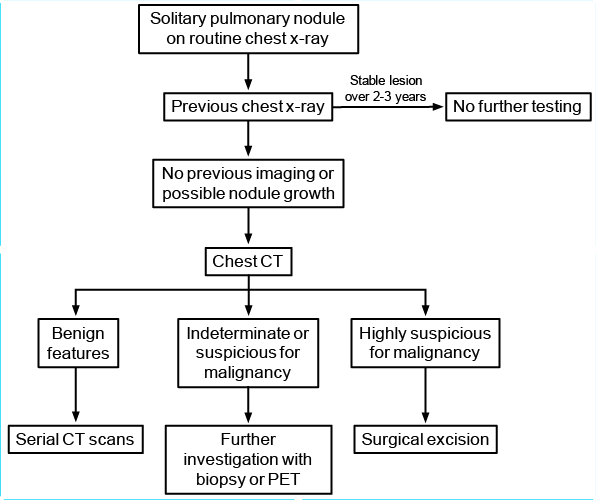 Solitary pulmonary nodule
on routine chest x-ray
Stable lesion
over 2-3 years
Previous chest x-ray
No further testing
No previous imaging or
possible nodule growth
Chest CT
Benign
features
Indeterminate or
suspicious for
malignancy
Highly suspicious
for malignancy
Serial CT scans
Further
investigation with
biopsy or PET
Surgical excision